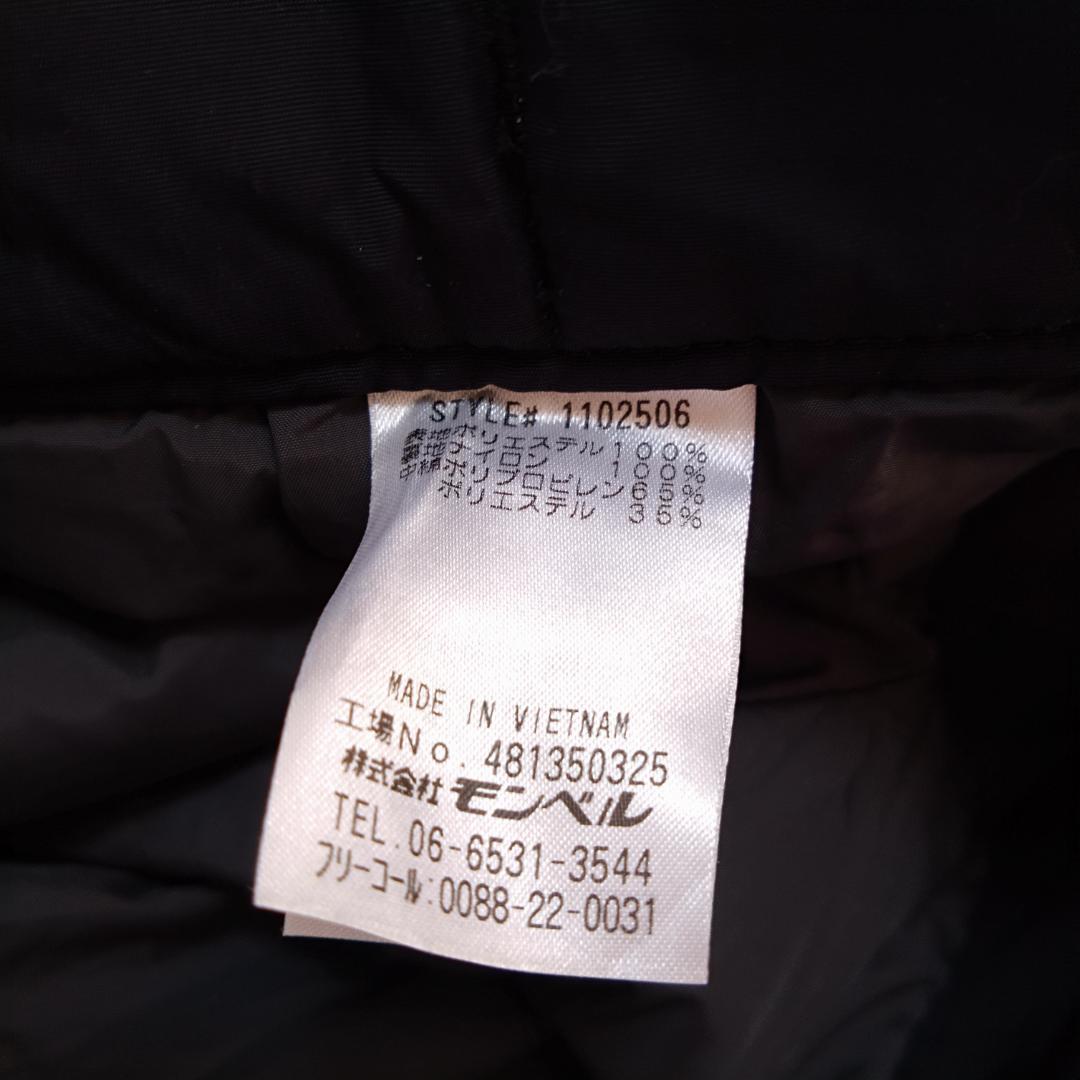 STYLE# 1102506
表地ポリエステル100%
裏地ナイロン 100%
中綿ポリプロピレン65%
ポリエステル 35%
MADE IN VIETNAM
工場No. 481350325
株式会社モンベル
TEL.06-6531-3544
フリーコール:0088-22-0031